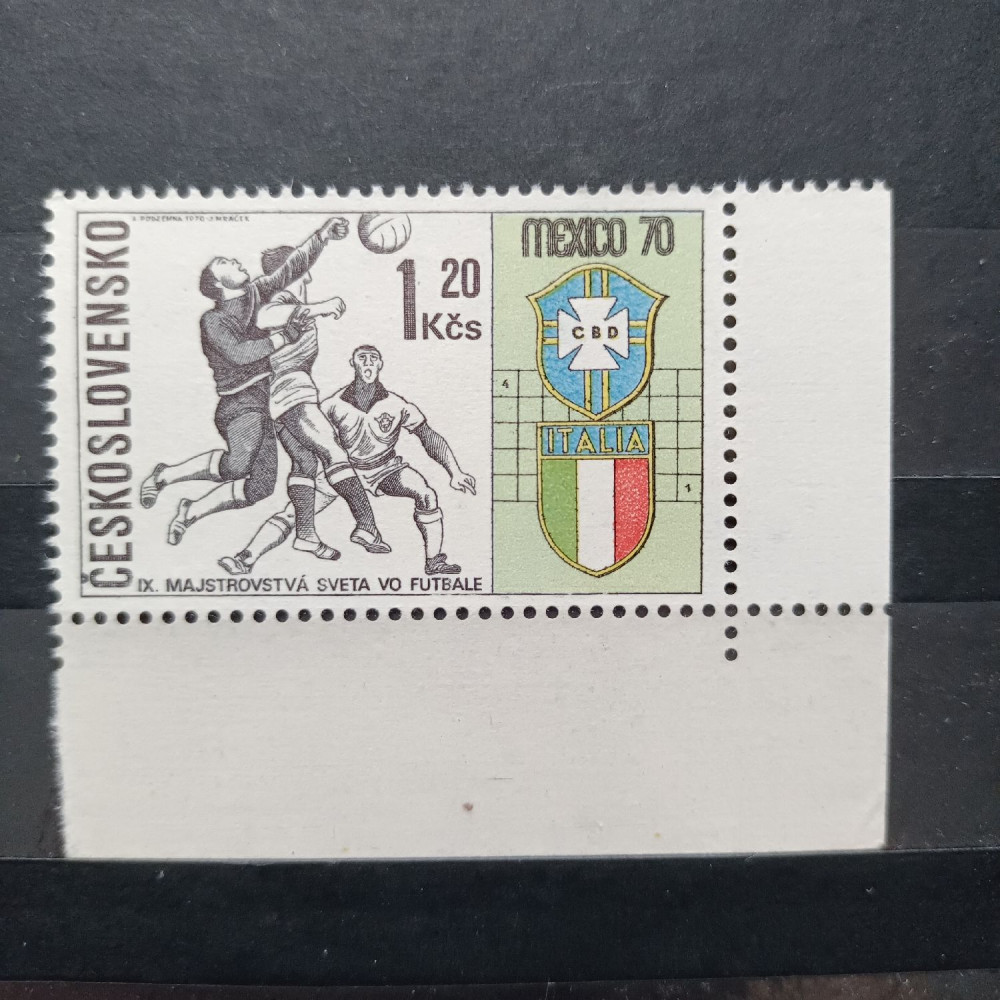 ČESKOSLOVENSKO
1 20
Kčs
IX. MAJSTROVSTVÁ SVETA VO FUTBALE
MEXICO 70
CBD
4
ITALIA
1